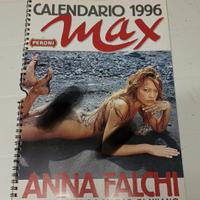 CALENDARIO 1996
PERONI
max
ANNA FALCHI